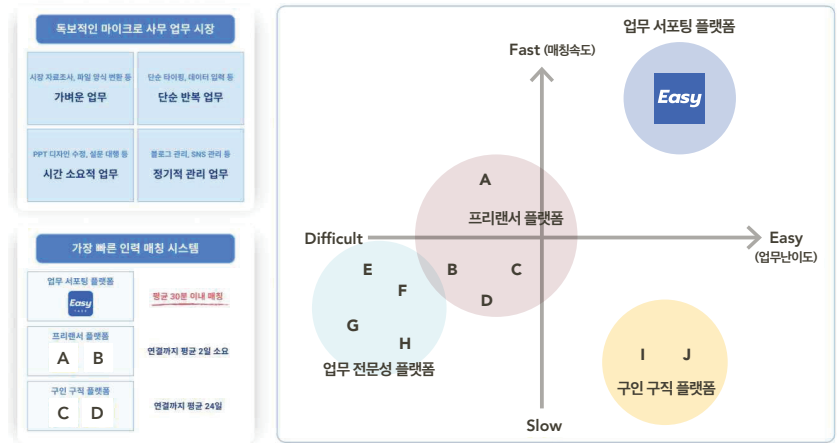 독보적인 마이크로 사무 업무 시장
시장 자료조사, 파일 양식 변환 등
가벼운 업무
단순 타이핑, 데이터 입력 등
단순 반복 업무
PPT 디자인 수정, 설문 대행 등
시간 소요적 업무
블로그 관리, SNS 관리 등
정기적 관리 업무
가장 빠른 인력 매칭 시스템
업무 서포팅 플랫폼
Easy
TASK
평균 30분 이내 매칭
프리랜서 플랫폼
A B
연결까지 평균 2일 소요
구인 구직 플랫폼
C D
연결까지 평균 24일
업무 서포팅 플랫폼
Fast (매칭속도)
Easy
A
프리랜서 플랫폼
Difficult
Easy
(업무난이도)
E
B
C
F
D
G
H
업무 전문성 플랫폼
I J
구인 구직 플랫폼
Slow